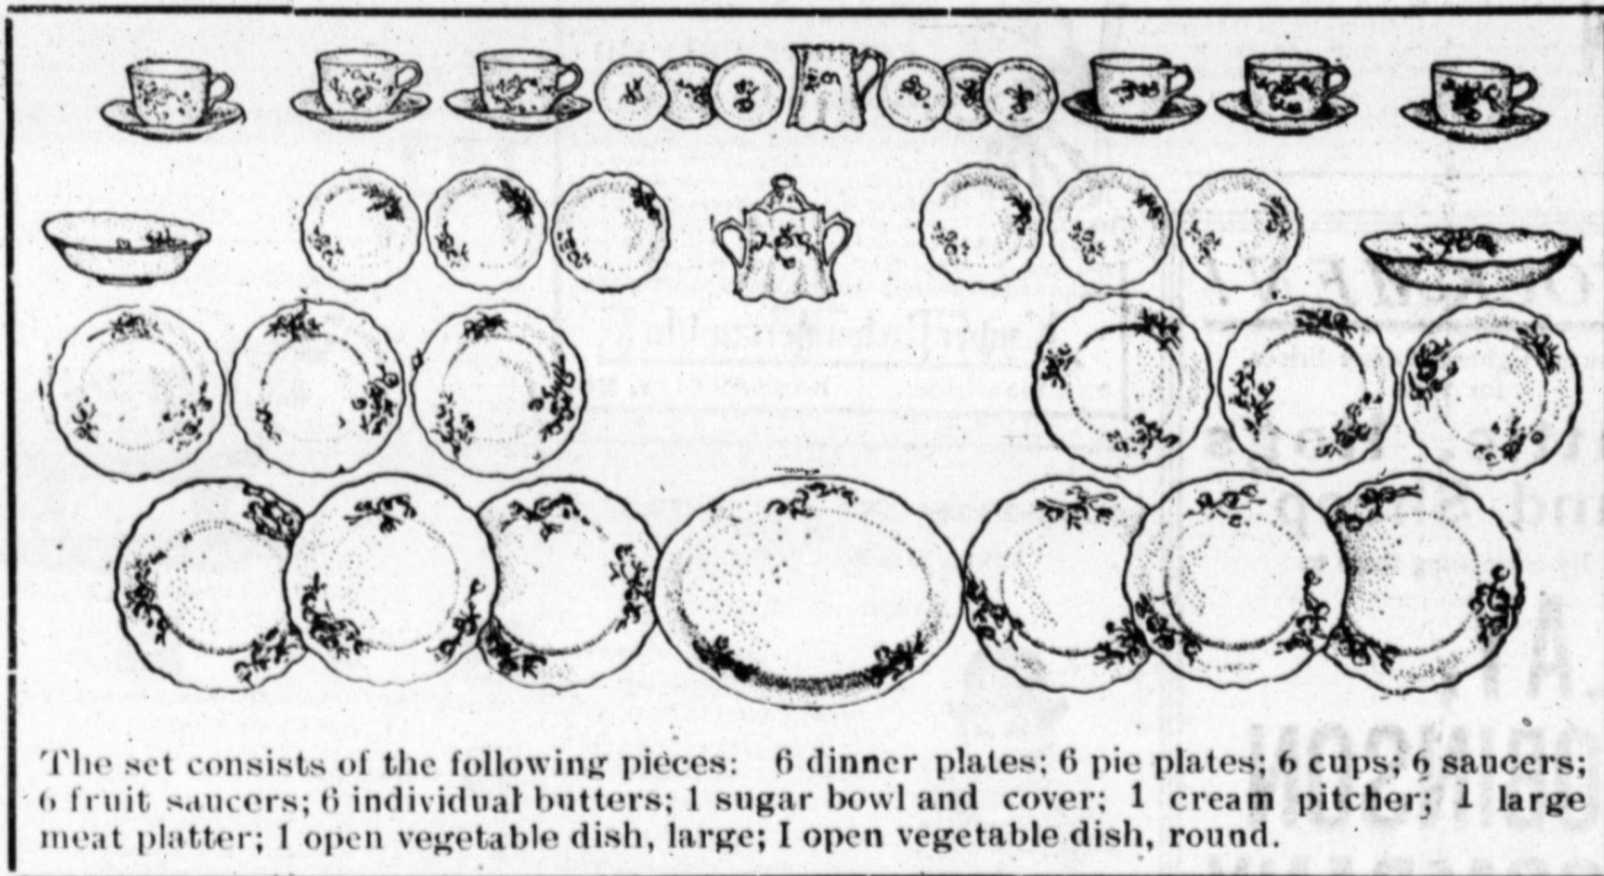 The set consists of the following pieces: 6 dinner plates; 6 pie plates; 6 cups; 6 saucers;
6 fruit saucers; 6 individual butters; 1 sugar bowl and cover; 1 cream pitcher; 1 large
meat platter; 1 open vegetable dish, large; I open vegetable dish, round.